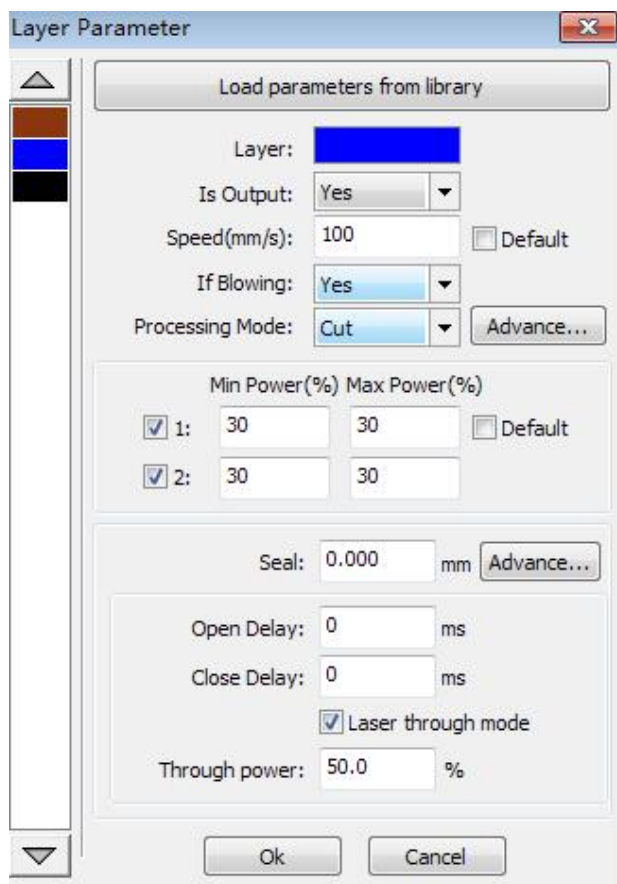 Layer Parameter
Load parameters from library
Layer:
Is Output: Yes
Speed(mm/s): 100 Default
If Blowing: Yes
Processing Mode: Cut Advance...
Min Power(%) Max Power(%)
1: 30 30 Default
2: 30 30
Seal: 0.000 mm Advance...
Open Delay: 0 ms
Close Delay: 0 ms
Laser through mode
Through power: 50.0 %
Ok Cancel